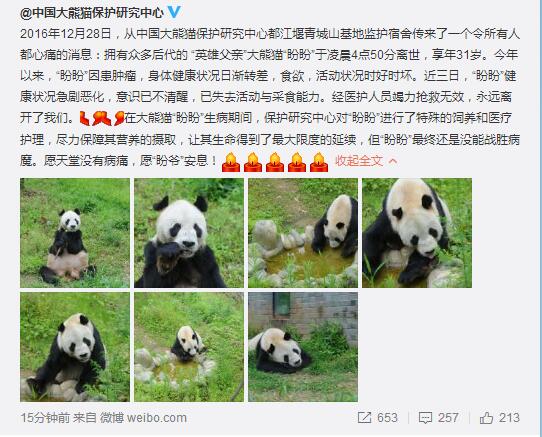 @中国大熊猫保护研究中心
2016年12月28日，从中国大熊猫保护研究中心都江堰青城山基地监护宿舍传来了一个令所有人
都心痛的消息：拥有众多后代的 “英雄父亲”大熊猫“盼盼”于凌晨4点50分离世，享年31岁。今年
以来，“盼盼”因患肿瘤，身体健康状况日渐转差，食欲，活动状况时好时坏。近三日，“盼盼”健
康状况急剧恶化，意识已不清醒，已失去活动与采食能力。经医护人员竭力抢救无效，永远离
开了我们。在大熊猫“盼盼”生病期间，保护研究中心对“盼盼”进行了特殊的饲养和医疗
护理，尽力保障其营养的摄取，让其生命得到了最大限度的延续，但“盼盼”最终还是没能战胜病
魔。愿天堂没有病痛，愿“盼爷”安息！ 收起全文
15分钟前 来自 微博 weibo.com 653 257 213